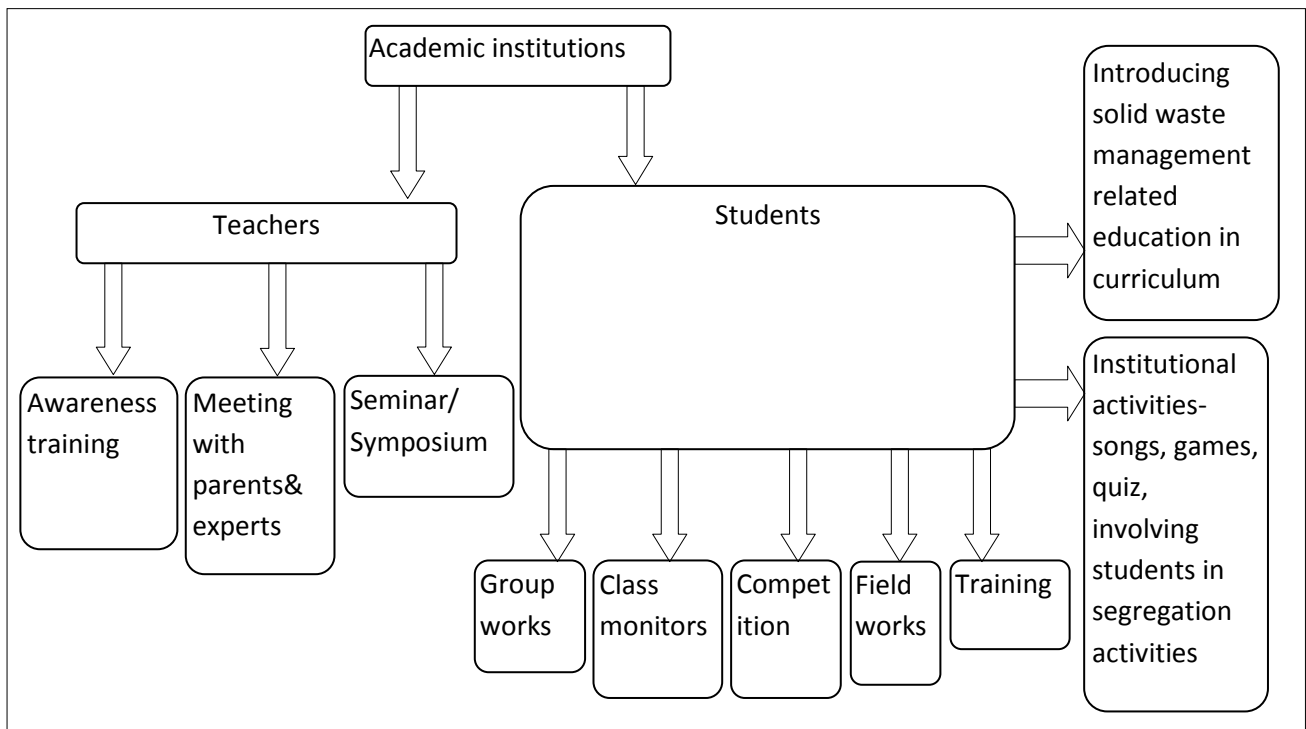 Academic institutions
Teachers
Students
Introducing
solid waste
management
related
education in
curriculum
Awareness
training
Meeting
with
parents&
experts
Seminar/
Symposium
Institutional
activities-
songs, games,
quiz,
involving
students in
segregation
activities
Group
works
Class
monitors
Compet
ition
Field
works
Training